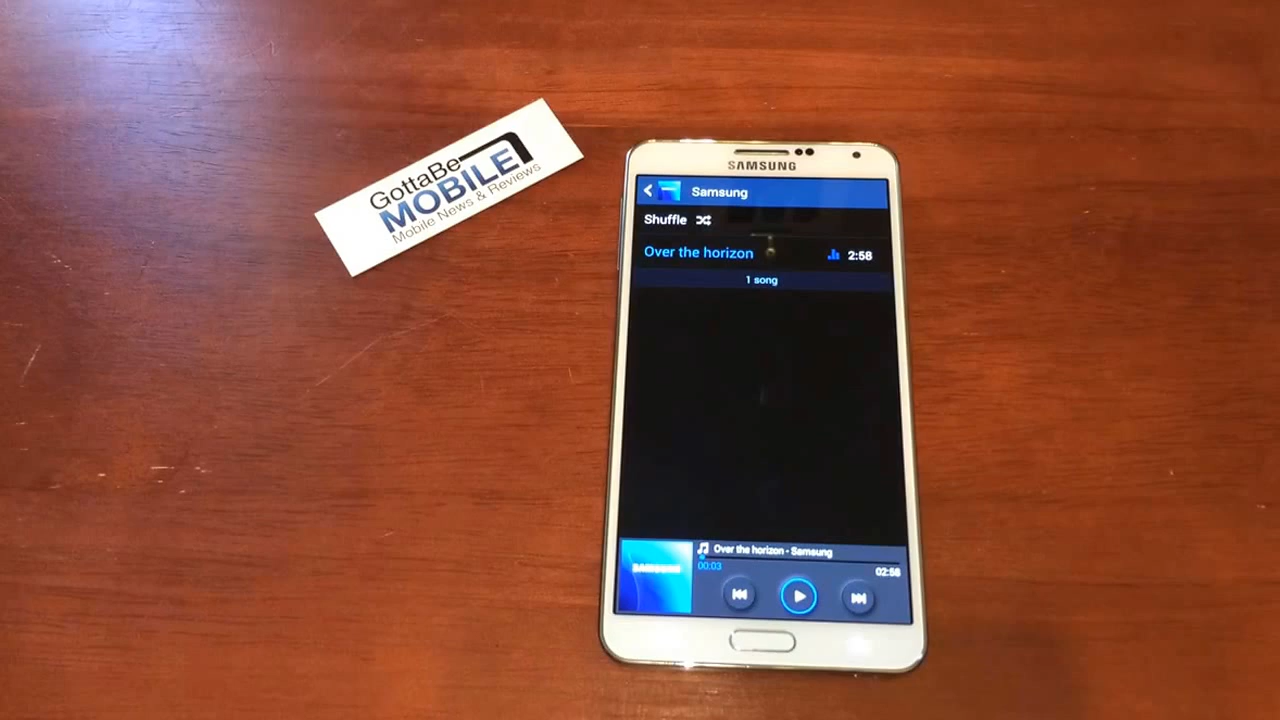 GottaBe
MOBILE
Mobile News & Reviews
SAMSUNG
Samsung
Shuffle
Over the horizon
2:58
1 song
SAMSUNG
Over the horizon - Samsung
00:03
02:58